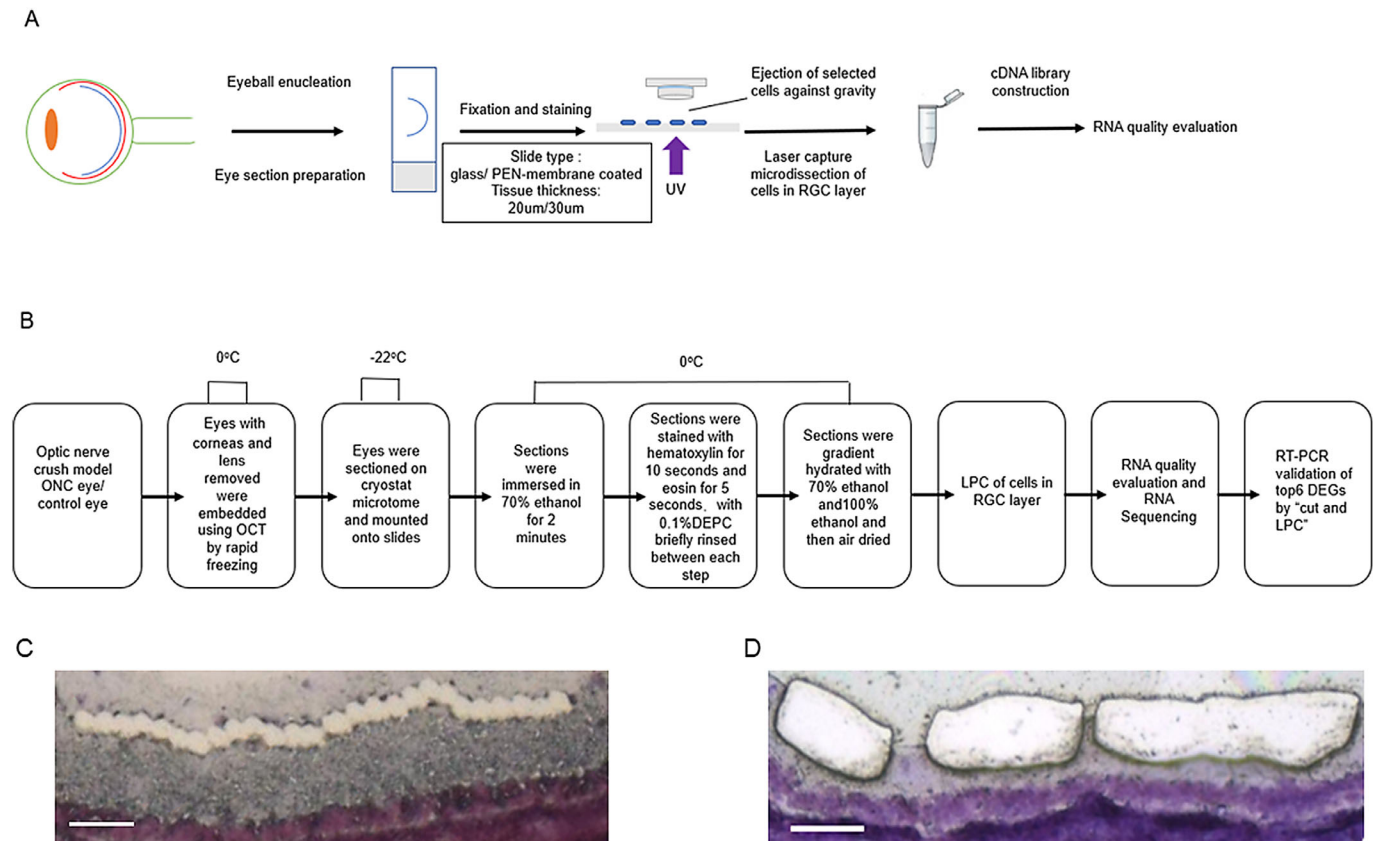 A
Eyeball enucleation
Eye section preparation
Fixation and staining
Slide type :
glass/ PEN-membrane coated
Tissue thickness:
20um/30um
UV
Ejection of selected
cells against gravity
Laser capture
microdissection of
cells in RGC layer
cDNA library
construction
RNA quality evaluation
B
0ºC
-22ºC
0ºC
Optic nerve
crush model
ONC eye/
control eye
Eyes with
corneas and
lens
removed were
embedded
using OCT
by rapid
freezing
Eyes were
sectioned on
cryostat
microtome
and mounted
onto slides
Sections
were
immersed in
70% ethanol
for 2
minutes
Sections were
stained with
hematoxylin for
10 seconds and
eosin for 5
seconds, with
0.1%DEPC
briefly rinsed
between each
step
Sections were
gradient
hydrated with
70% ethanol
and100%
ethanol and
then air dried
LPC of cells in
RGC layer
RNA quality
evaluation and
RNA
Sequencing
RT-PCR
validation of
top6 DEGs
by “cut and
LPC”
C
D